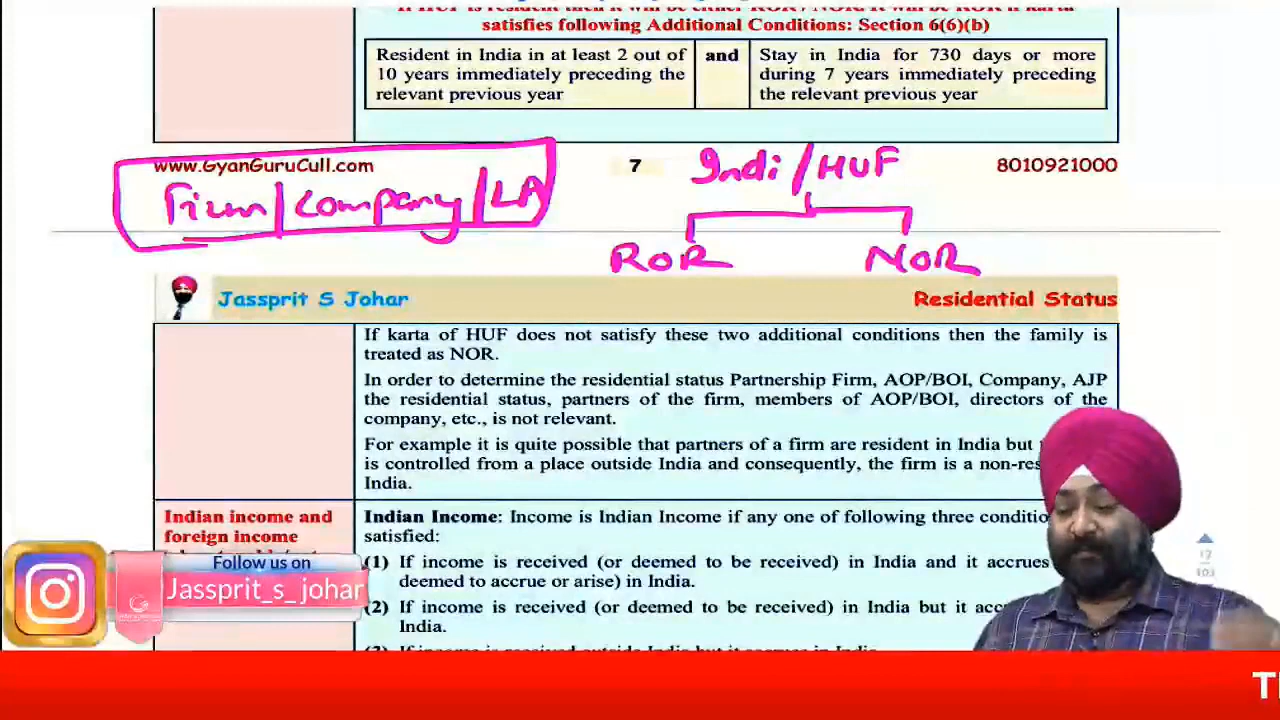 satisfies following Additional Conditions: Section 6(6)(b)
Resident in India in at least 2 out of
10 years immediately preceding the
relevant previous year
and
Stay in India for 730 days or more
during 7 years immediately preceding
the relevant previous year
www.GyanGuruCull.com
7
8010921000
Indi/HUF
Firm/Company/LA
ROR
NOR
Jassprit S Johar
Residential Status
If karta of HUF does not satisfy these two additional conditions then the family is
treated as NOR.
In order to determine the residential status Partnership Firm, AOP/BOI, Company, AJP
the residential status, partners of the firm, members of AOP/BOI, directors of the
company, etc., is not relevant.
For example it is quite possible that partners of a firm are resident in India but
is controlled from a place outside India and consequently, the firm is a non-res
India.
Indian income and
foreign income
Indian Income: Income is Indian Income if any one of following three conditio
satisfied:
(1) If income is received (or deemed to be received) in India and it accrues
deemed to accrue or arise) in India.
(2) If income is received (or deemed to be received) in India but it acc
India.
Follow us on
Jassprit_s_johar
17
103
T